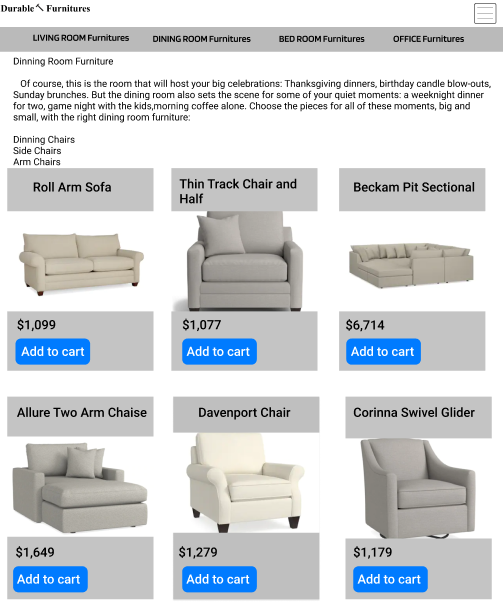 Durable Furnitures
LIVING ROOM Furnitures
DINING ROOM Furnitures
BED ROOM Furnitures
OFFICE Furnitures
Dinning Room Furniture
Of course, this is the room that will host your big celebrations: Thanksgiving dinners, birthday candle blow-outs,
Sunday brunches. But the dining room also sets the scene for some of your quiet moments: a weeknight dinner
for two, game night with the kids,morning coffee alone. Choose the pieces for all of these moments, big and
small, with the right dining room furniture:
Dinning Chairs
Side Chairs
Arm Chairs
Roll Arm Sofa
Thin Track Chair and
Half
Beckam Pit Sectional
$1,099
$1,077
$6,714
Add to cart
Add to cart
Add to cart
Allure Two Arm Chaise
Davenport Chair
Corinna Swivel Glider
$1,649
$1,279
$1,179
Add to cart
Add to cart
Add to cart